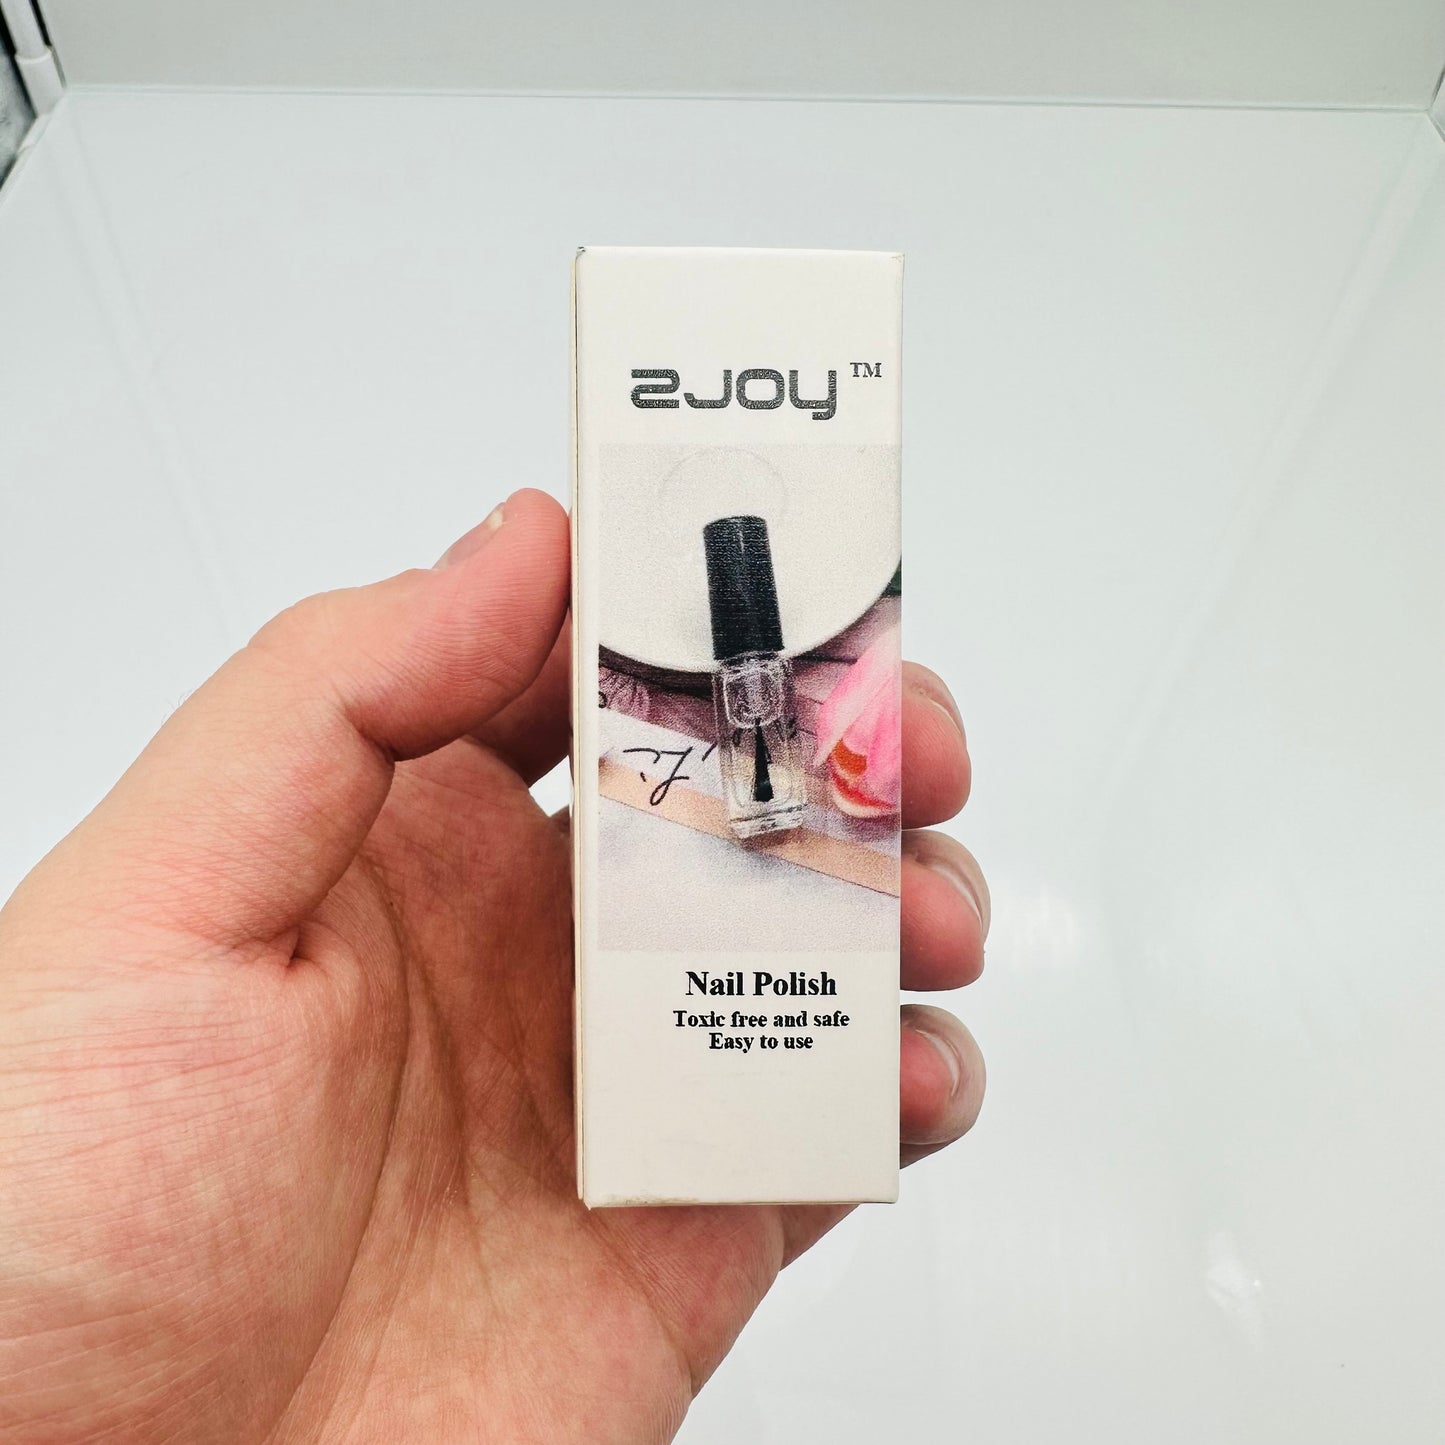 2JOY™
Nail Polish
Toxic free and safe
Easy to use